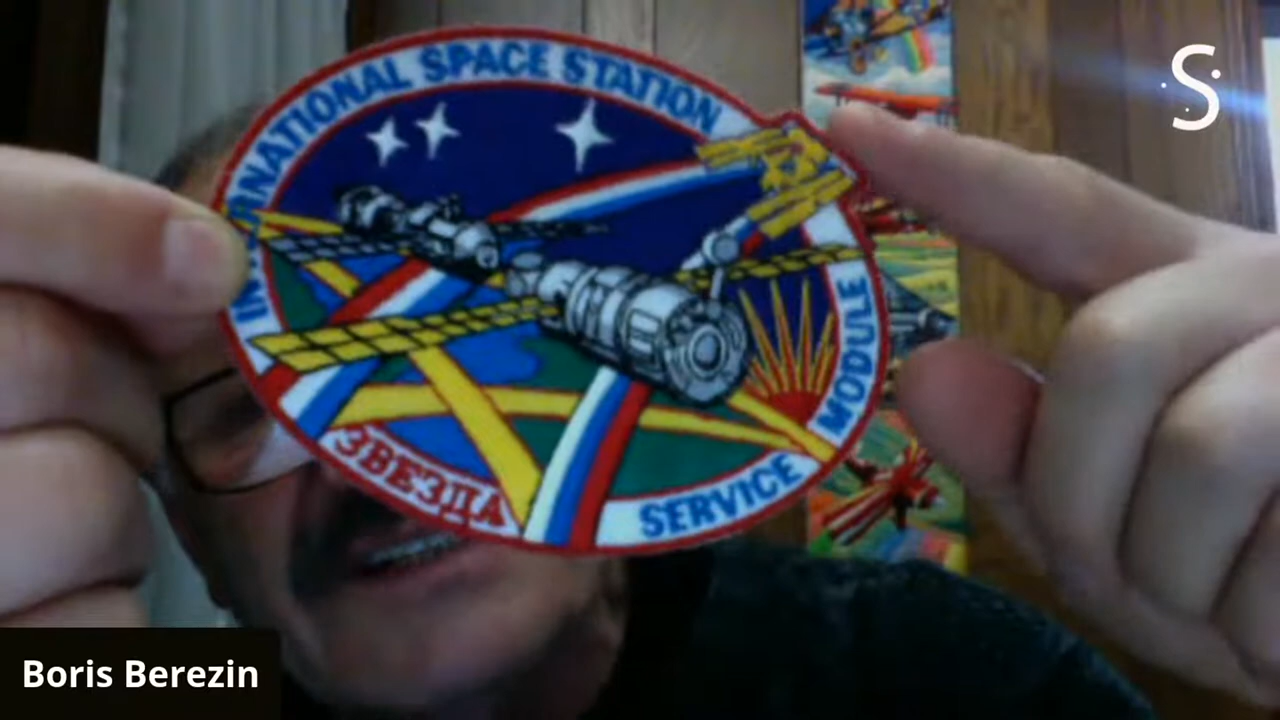 INTERNATIONAL SPACE STATION
ЗВЕЗДА
SERVICE
MODULE
S
Boris Berezin